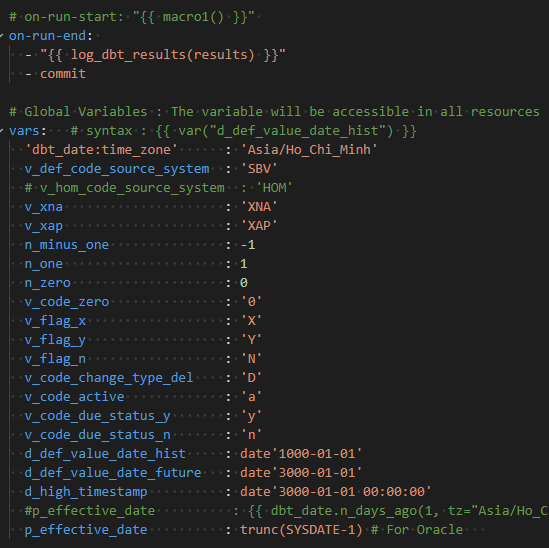 # on-run-start: "{{ macro1() }}"
on-run-end:
  - "{{ log_dbt_results(results) }}"
  - commit

# Global Variables : The variable will be accessible in all resources
vars:   # syntax : {{ var("d_def_value_date_hist") }}
  'dbt_date:time_zone'      : 'Asia/Ho_Chi_Minh'
  v_def_code_source_system  : 'SBV'
  # v_hom_code_source_system  : 'HOM'
  v_xna                     : 'XNA'
  v_xap                     : 'XAP'
  n_minus_one               : -1
  n_one                     : 1
  n_zero                    : 0
  v_code_zero               : '0'
  v_flag_x                  : 'X'
  v_flag_y                  : 'Y'
  v_flag_n                  : 'N'
  v_code_change_type_del    : 'D'
  v_code_active             : 'a'
  v_code_due_status_y       : 'y'
  v_code_due_status_n       : 'n'
  d_def_value_date_hist     : date'1000-01-01'
  d_def_value_date_future   : date'3000-01-01'
  d_high_timestamp          : date'3000-01-01 00:00:00'
  #p_effective_date          : {{ dbt_date.n_days_ago(1, tz="Asia/Ho_C
  p_effective_date          : trunc(SYSDATE-1) # For Oracle